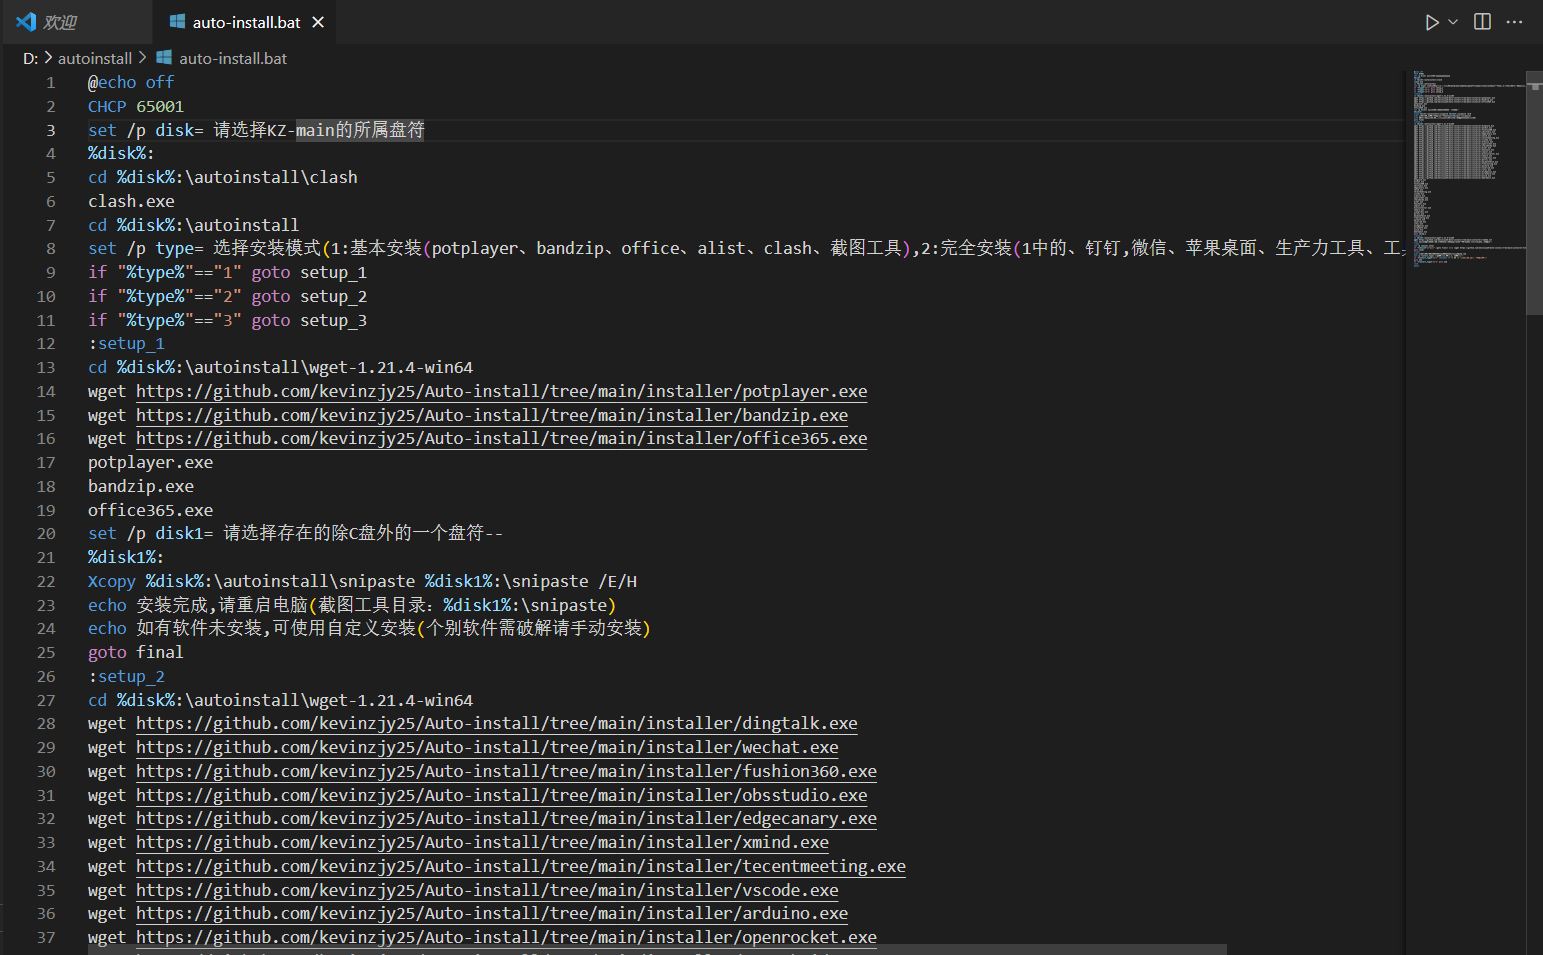 欢迎
auto-install.bat
D: > autoinstall > auto-install.bat
1 @echo off
2 CHCP 65001
3 set /p disk= 请选择KZ-main的所属盘符
4 %disk%:
5 cd %disk%:\autoinstall\clash
6 clash.exe
7 cd %disk%:\autoinstall
8 set /p type= 选择安装模式(1:基本安装(potplayer、bandzip、office、alist、clash、截图工具),2:完全安装(1中的、钉钉,微信、苹果桌面、生产力工具、工
9 if "%type%"=="1" goto setup_1
10 if "%type%"=="2" goto setup_2
11 if "%type%"=="3" goto setup_3
12 :setup_1
13 cd %disk%:\autoinstall\wget-1.21.4-win64
14 wget https://github.com/kevinzjy25/Auto-install/tree/main/installer/potplayer.exe
15 wget https://github.com/kevinzjy25/Auto-install/tree/main/installer/bandzip.exe
16 wget https://github.com/kevinzjy25/Auto-install/tree/main/installer/office365.exe
17 potplayer.exe
18 bandzip.exe
19 office365.exe
20 set /p disk1= 请选择存在的除C盘外的一个盘符--
21 %disk1%:
22 Xcopy %disk%:\autoinstall\snipaste %disk1%:\snipaste /E/H
23 echo 安装完成,请重启电脑(截图工具目录: %disk1%:\snipaste)
24 echo 如有软件未安装,可使用自定义安装(个别软件需破解请手动安装)
25 goto final
26 :setup_2
27 cd %disk%:\autoinstall\wget-1.21.4-win64
28 wget https://github.com/kevinzjy25/Auto-install/tree/main/installer/dingtalk.exe
29 wget https://github.com/kevinzjy25/Auto-install/tree/main/installer/wechat.exe
30 wget https://github.com/kevinzjy25/Auto-install/tree/main/installer/fushion360.exe
31 wget https://github.com/kevinzjy25/Auto-install/tree/main/installer/obsstudio.exe
32 wget https://github.com/kevinzjy25/Auto-install/tree/main/installer/edgecanary.exe
33 wget https://github.com/kevinzjy25/Auto-install/tree/main/installer/xmind.exe
34 wget https://github.com/kevinzjy25/Auto-install/tree/main/installer/tecentmeeting.exe
35 wget https://github.com/kevinzjy25/Auto-install/tree/main/installer/vscode.exe
36 wget https://github.com/kevinzjy25/Auto-install/tree/main/installer/arduino.exe
37 wget https://github.com/kevinzjy25/Auto-install/tree/main/installer/openrocket.exe